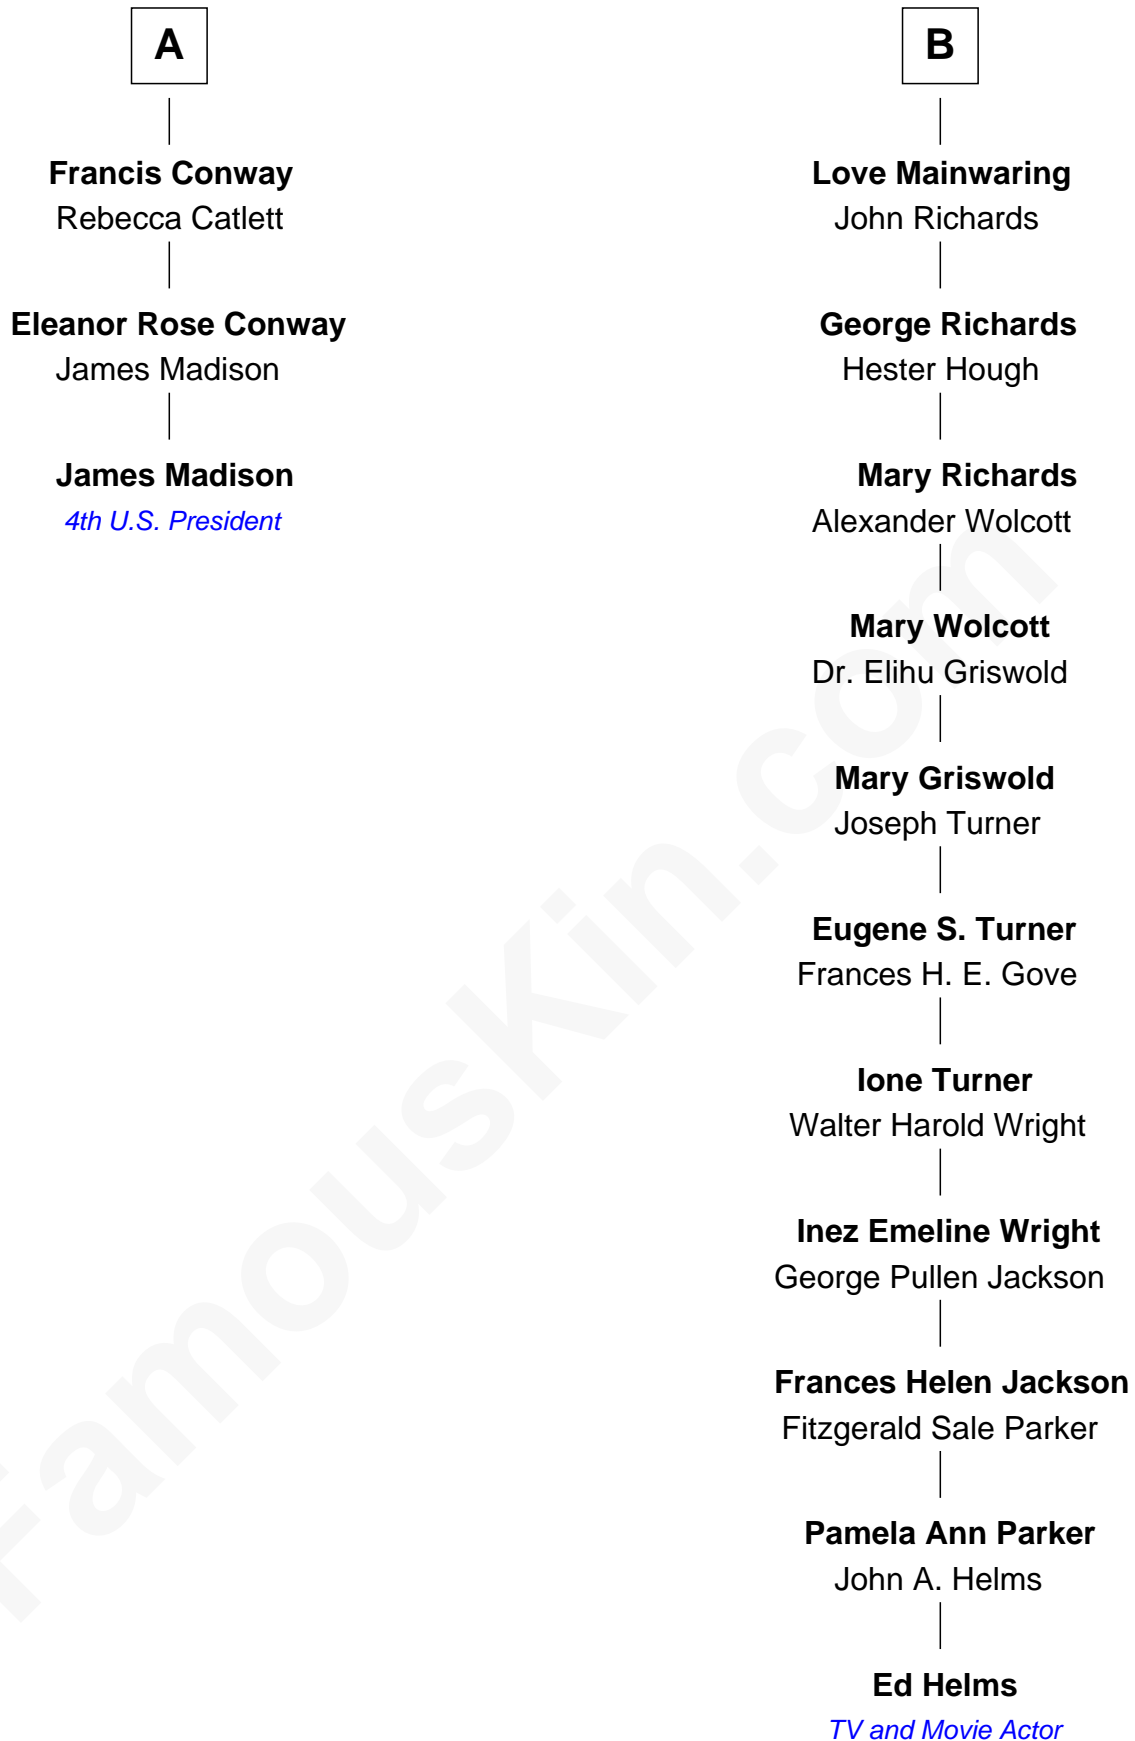 A
Francis Conway
Rebecca Catlett
Eleanor Rose Conway
James Madison
James Madison
4th U.S. President
B
Love Mainwaring
John Richards
George Richards
Hester Hough
Mary Richards
Alexander Wolcott
Mary Wolcott
Dr. Elihu Griswold
Mary Griswold
Joseph Turner
Eugene S. Turner
Frances H. E. Gove
Ione Turner
Walter Harold Wright
Inez Emeline Wright
George Pullen Jackson
Frances Helen Jackson
Fitzgerald Sale Parker
Pamela Ann Parker
John A. Helms
Ed Helms
TV and Movie Actor
FamousKin.com